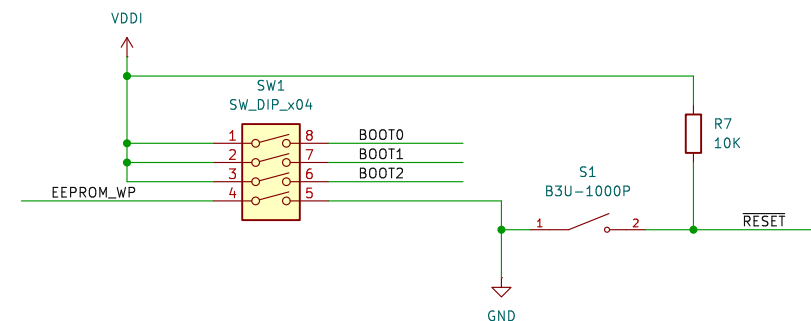 VDDI
SW1
SW_DIP_x04
1 8 BOOT0
2 7 BOOT1
3 6 BOOT2
EEPROM_WP 4 5
R7
10K
S1
B3U-1000P
1 2
RESET
GND